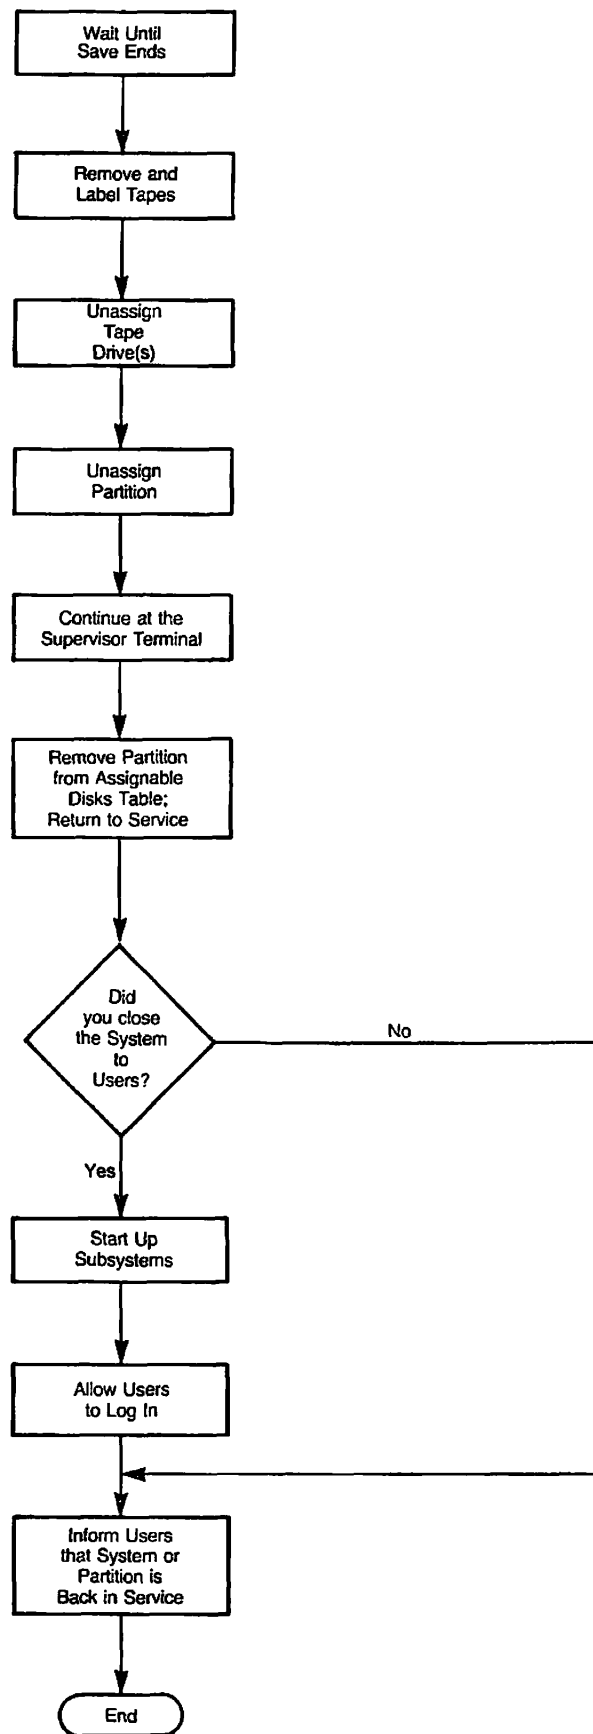 Wait Until
Save Ends
Remove and
Label Tapes
Unassign
Tape
Drive(s)
Unassign
Partition
Continue at the
Supervisor Terminal
Remove Partition
from Assignable
Disks Table;
Return to Service
Did
you close
the System
to
Users?
No
Yes
Start Up
Subsystems
Allow Users
to Log In
Inform Users
that System or
Partition is
Back in Service
End